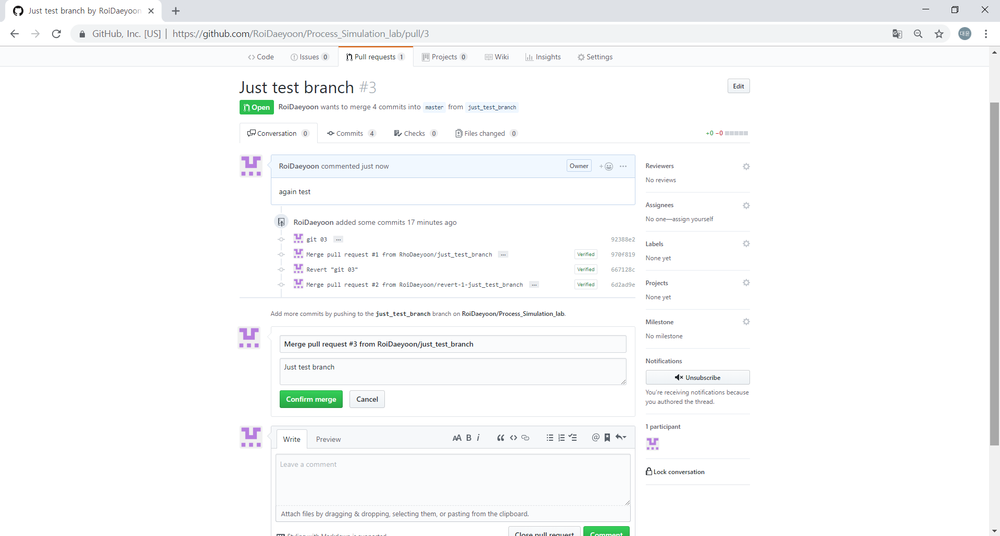 Just test branch by RoiDaeyoon
GitHub, Inc. [US] | https://github.com/RoiDaeyoon/Process_Simulation_lab/pull/3
대윤
Code Issues 0 Pull requests 1 Projects 0 Wiki Insights Settings
Just test branch #3
Edit
Open RoiDaeyoon wants to merge 4 commits into master from just_test_branch
Conversation 0 Commits 4 Checks 0 Files changed 0 +0 −0
RoiDaeyoon commented just now Owner
again test
RoiDaeyoon added some commits 17 minutes ago
git 03 … 92388e2
Merge pull request #1 from RhoDaeyoon/just_test_branch … Verified 970f819
Revert "git 03" Verified 667128c
Merge pull request #2 from RoiDaeyoon/revert-1-just_test_branch … Verified 6d2ad9e
Add more commits by pushing to the just_test_branch branch on RoiDaeyoon/Process_Simulation_lab.
Merge pull request #3 from RoiDaeyoon/just_test_branch
Just test branch
Confirm merge Cancel
Write Preview AA B i @
Leave a comment
Attach files by dragging & dropping, selecting them, or pasting from the clipboard.
Styling with Markdown is supported
Close pull request Comment
Reviewers
No reviews
Assignees
No one—assign yourself
Labels
None yet
Projects
None yet
Milestone
No milestone
Notifications
Unsubscribe
You're receiving notifications because
you authored the thread.
1 participant
Lock conversation